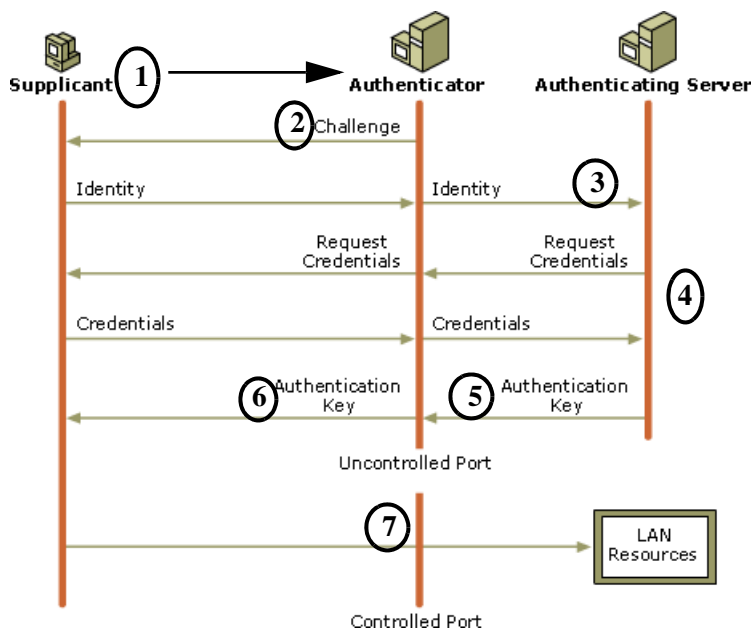 Supplicant 1 Authenticator Authenticating Server
2 Challenge
Identity Identity 3
Request
Credentials
Request
Credentials
4
Credentials Credentials
6 Authentication
Key
5 Authentication
Key
Uncontrolled Port
7
LAN
Resources
Controlled Port